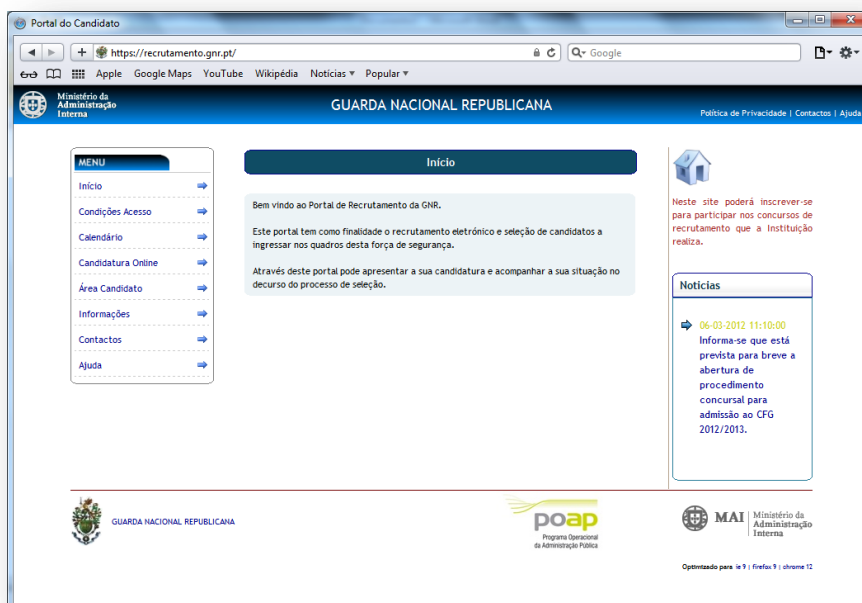 Portal do Candidato
https://recrutamento.gnr.pt/
Google
Apple Google Maps YouTube Wikipédia Notícias Popular
Ministério da
Administração
Interna
GUARDA NACIONAL REPUBLICANA
Política de Privacidade | Contactos | Ajuda
MENU
Início
Condições Acesso
Calendário
Candidatura Online
Área Candidato
Informações
Contactos
Ajuda
Início
Bem vindo ao Portal de Recrutamento da GNR.
Este portal tem como finalidade o recrutamento eletrónico e seleção de candidatos a
ingressar nos quadros desta força de segurança.
Através deste portal pode apresentar a sua candidatura e acompanhar a sua situação no
decurso do processo de seleção.
Neste site poderá inscrever-se
para participar nos concursos de
recrutamento que a Instituição
realiza.
Noticias
06-03-2012 11:10:00
Informa-se que está
prevista para breve a
abertura de
procedimento
concursal para
admissão ao CFG
2012/2013.
GUARDA NACIONAL REPUBLICANA
poap
Programa Operacional
da Administração Pública
MAI
Ministério da
Administração
Interna
Optimizado para ie 9 | firefox 9 | chrome 12